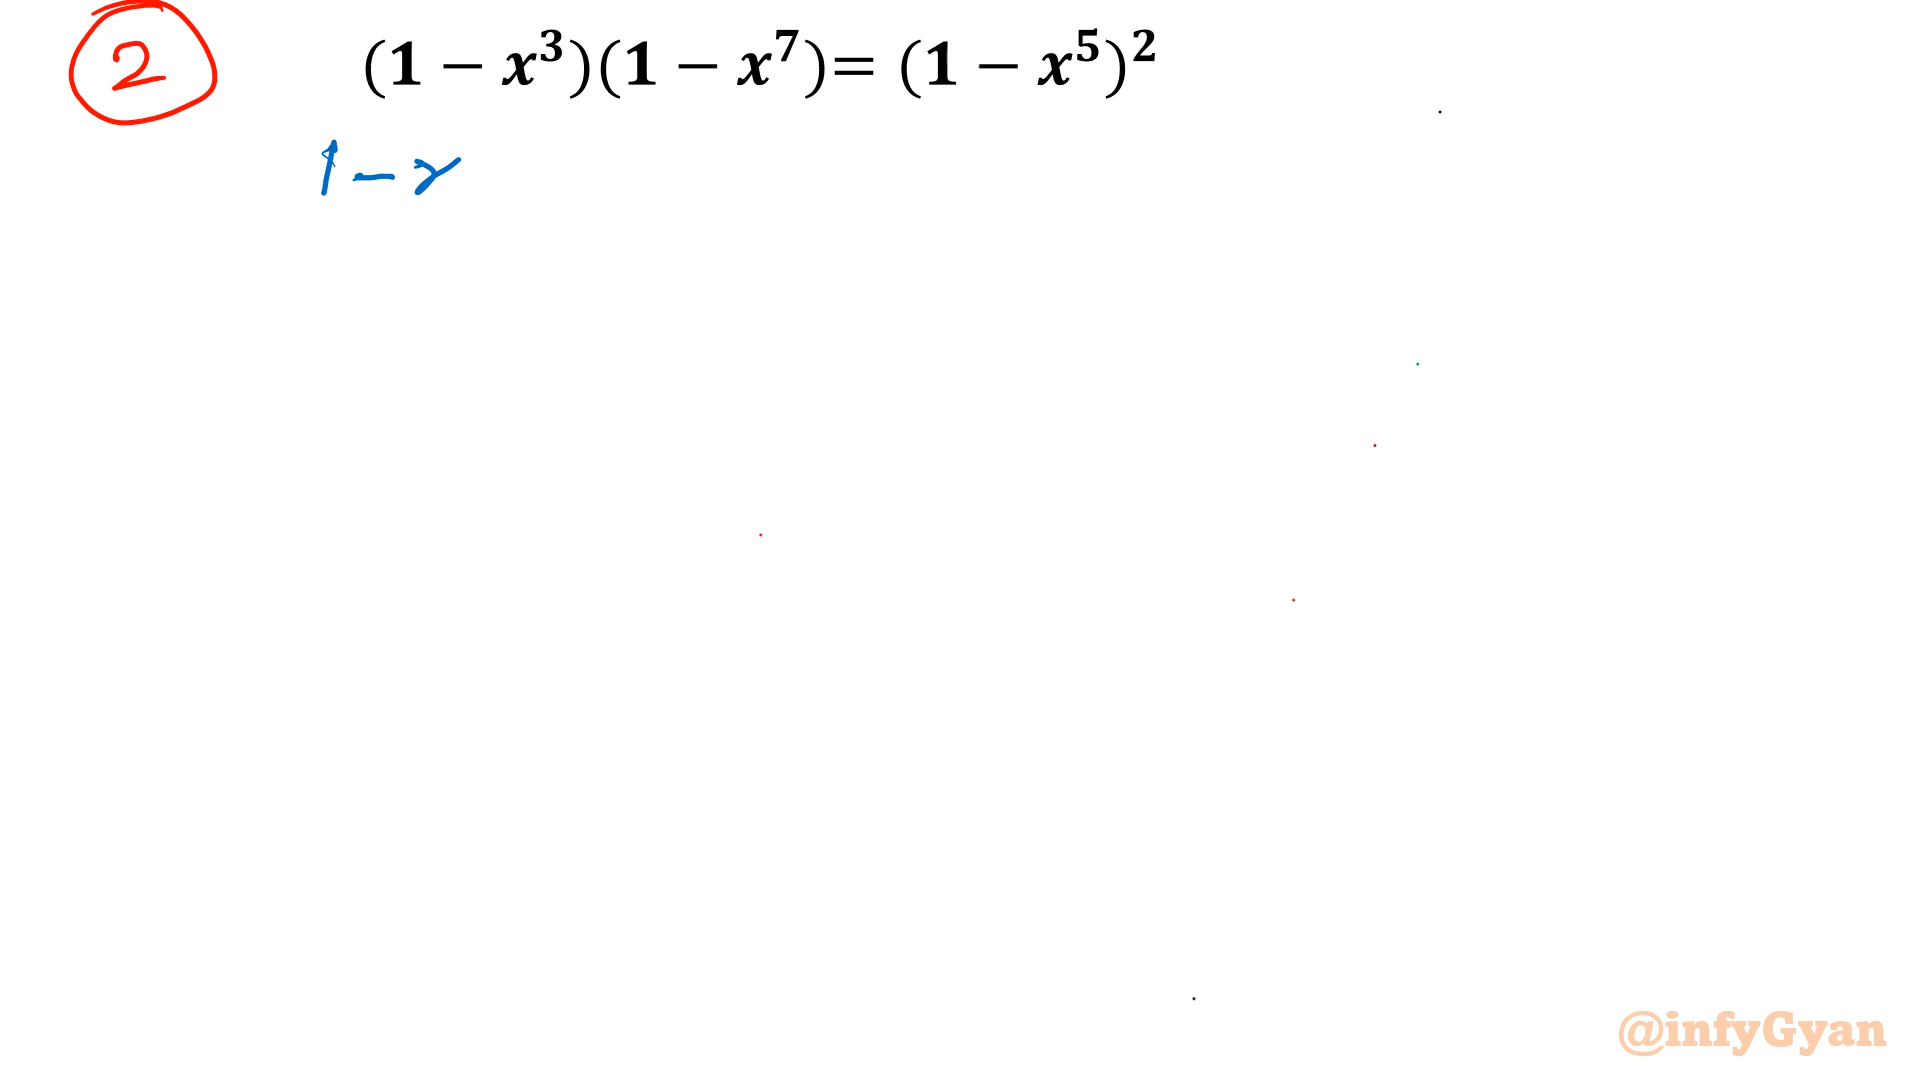 2 (1 − x³)(1 − x⁷)= (1 − x⁵)²
1 − x
@infyGyan